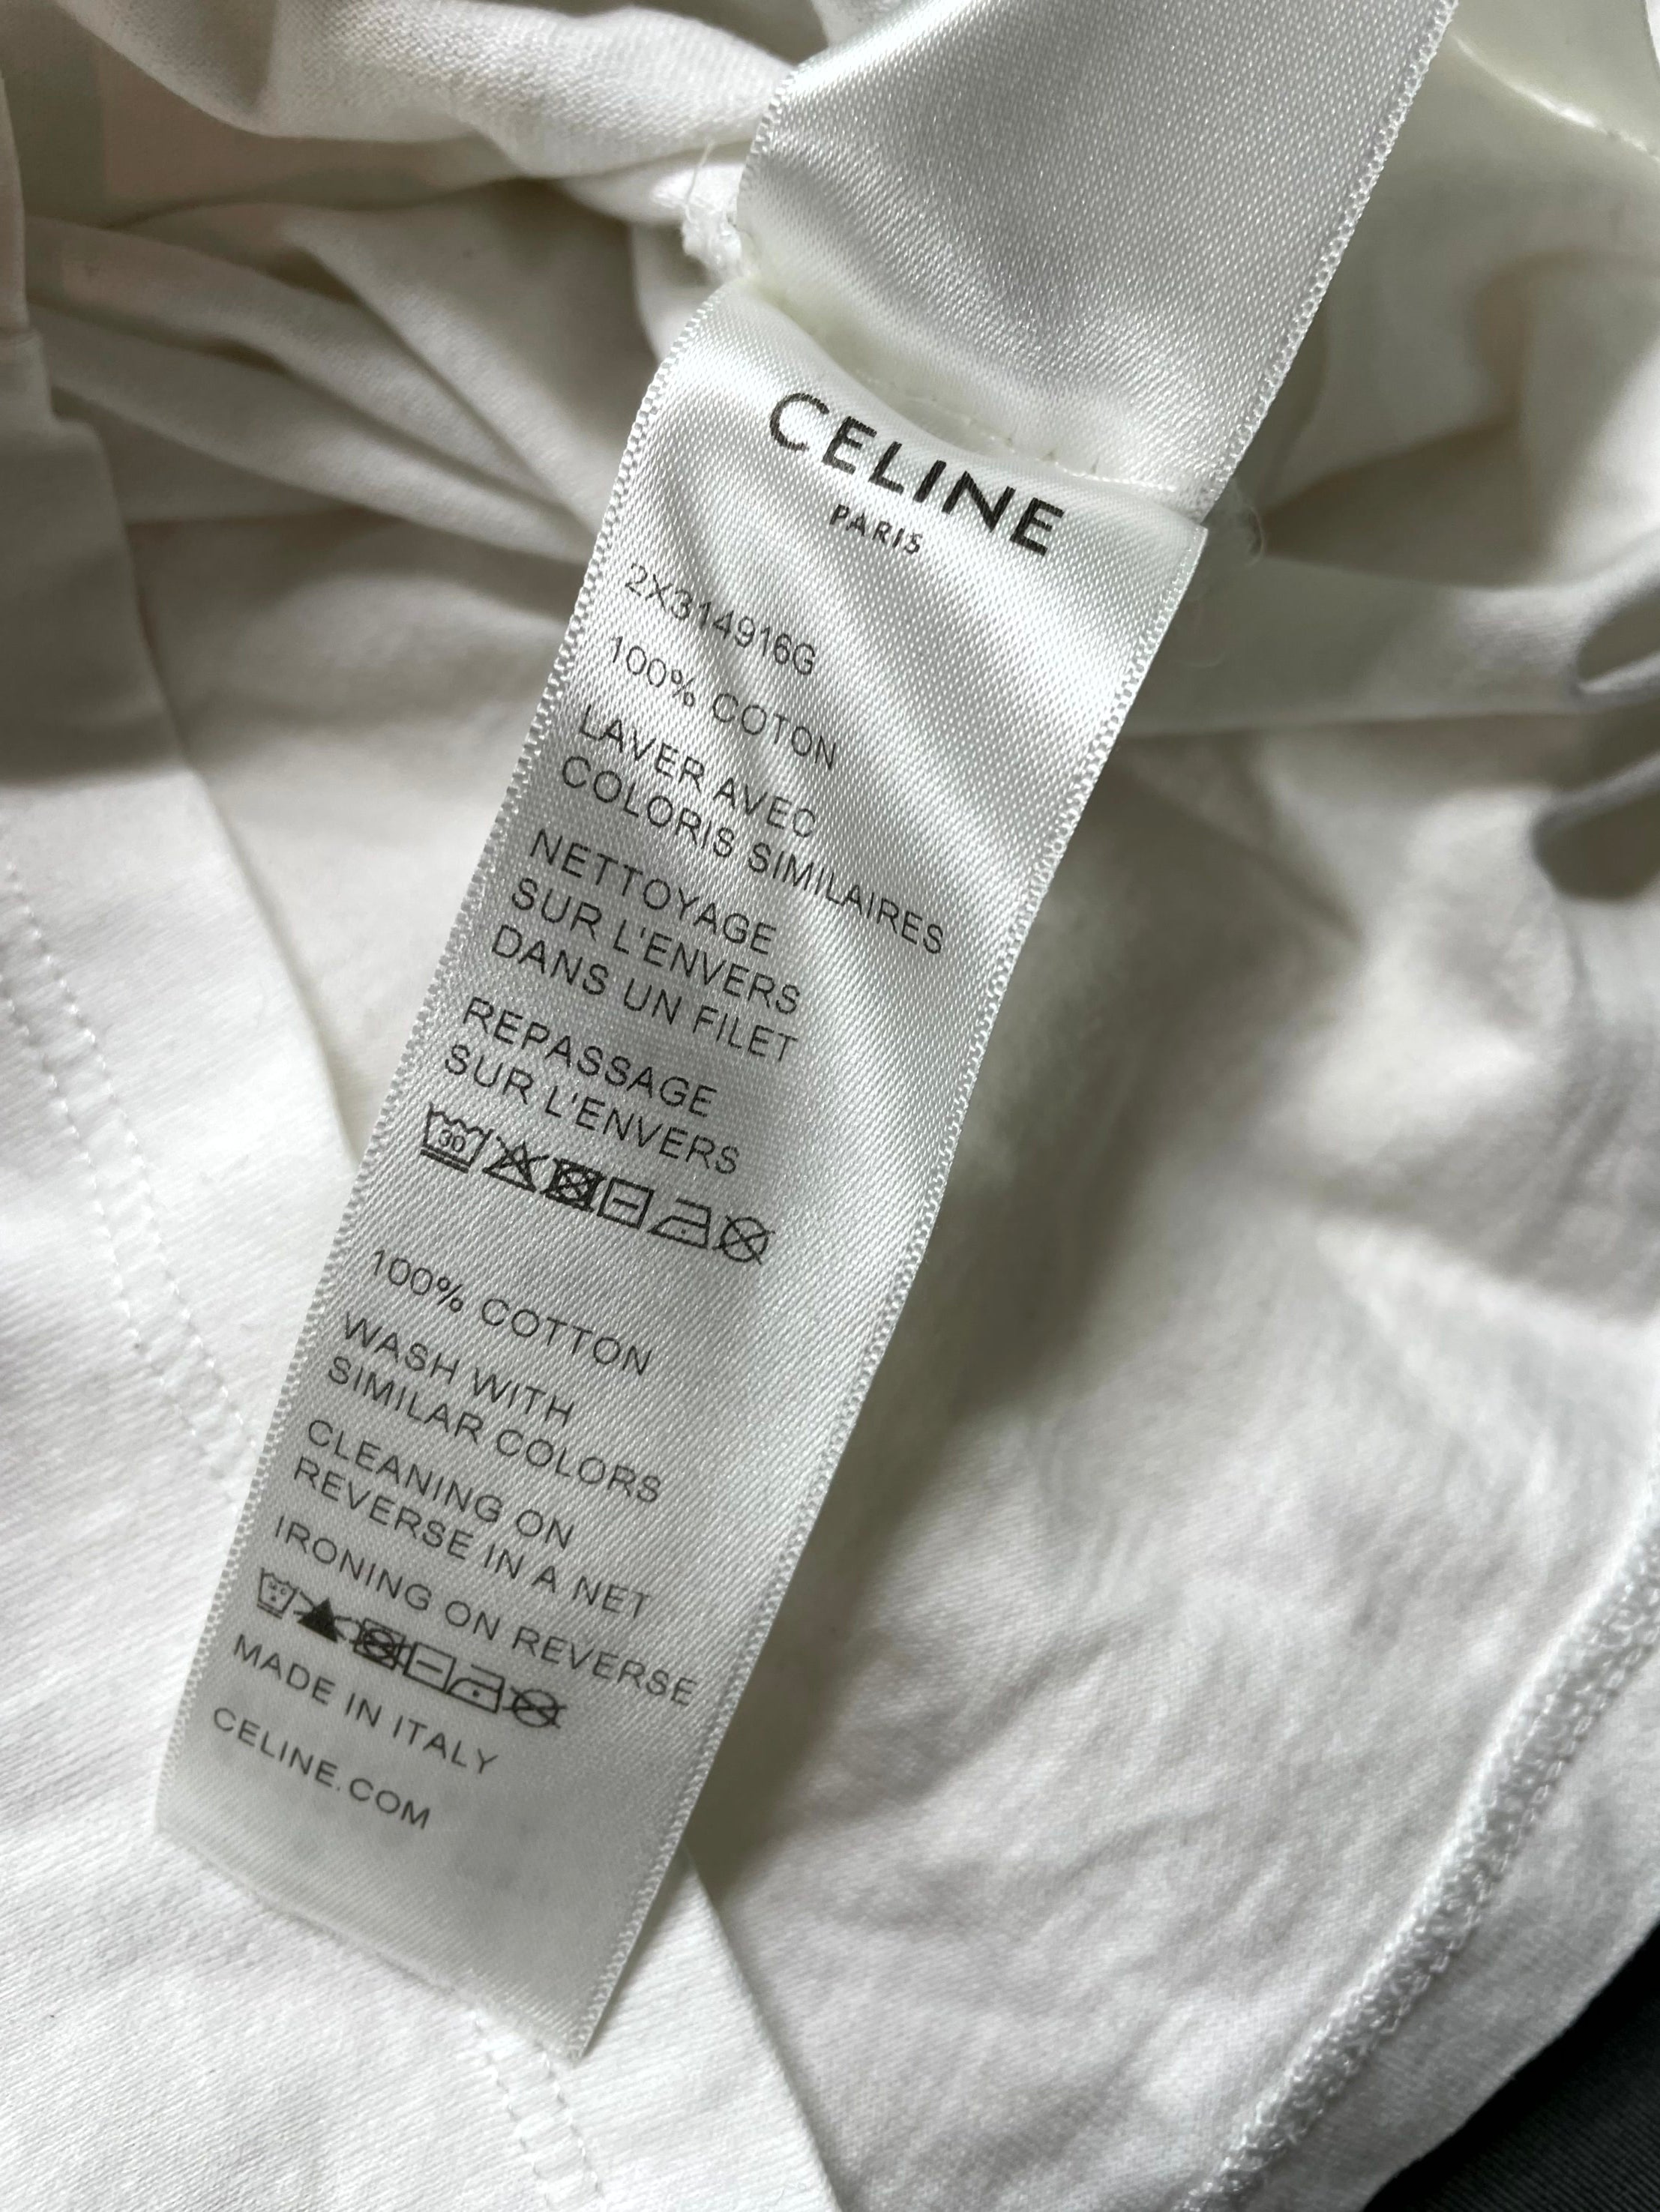 CELINE
PARIS
2X314916G
100% COTON
LAVER AVEC
COLORIS SIMILAIRES
NETTOYAGE
SUR L'ENVERS
DANS UN FILET
REPASSAGE
SUR L'ENVERS
30
100% COTTON
WASH WITH
SIMILAR COLORS
CLEANING ON
REVERSE IN A NET
IRONING ON REVERSE
MADE IN ITALY
CELINE.COM